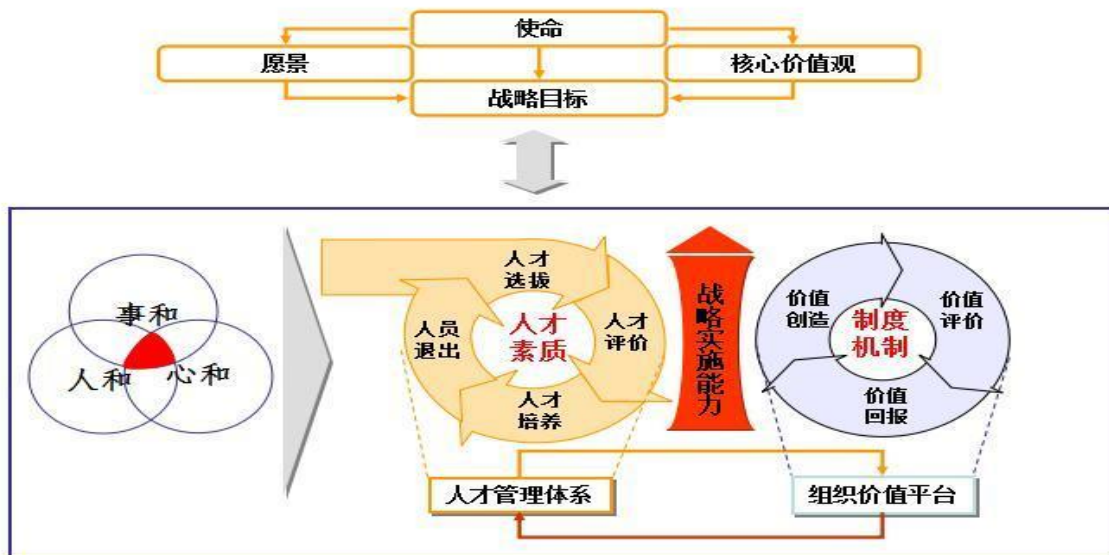 使命
愿景
核心价值观
战略目标
事和
人和
心和
人才
选拔
人员
退出
人才
素质
人才
评价
人才
培养
战略实施能力
价值
创造
制度
机制
价值
评价
价值
回报
人才管理体系
组织价值平台